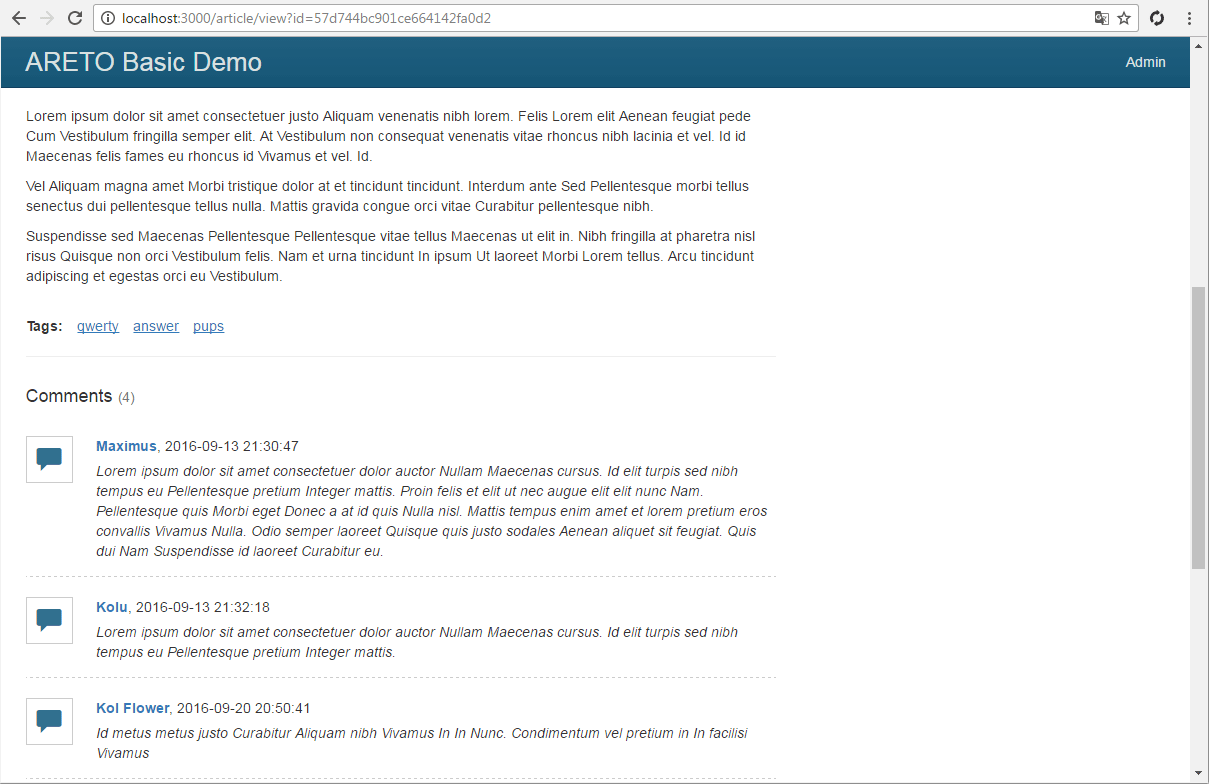 localhost:3000/article/view?id=57d744bc901ce664142fa0d2
ARETO Basic Demo
Admin
Lorem ipsum dolor sit amet consectetuer justo Aliquam venenatis nibh lorem. Felis Lorem elit Aenean feugiat pede
Cum Vestibulum fringilla semper elit. At Vestibulum non consequat venenatis vitae rhoncus nibh lacinia et vel. Id id
Maecenas felis fames eu rhoncus id Vivamus et vel. Id.
Vel Aliquam magna amet Morbi tristique dolor at et tincidunt tincidunt. Interdum ante Sed Pellentesque morbi tellus
senectus dui pellentesque tellus nulla. Mattis gravida congue orci vitae Curabitur pellentesque nibh.
Suspendisse sed Maecenas Pellentesque Pellentesque vitae tellus Maecenas ut elit in. Nibh fringilla at pharetra nisl
risus Quisque non orci Vestibulum felis. Nam et urna tincidunt In ipsum Ut laoreet Morbi Lorem tellus. Arcu tincidunt
adipiscing et egestas orci eu Vestibulum.
Tags: qwerty answer pups
Comments (4)
Maximus, 2016-09-13 21:30:47
Lorem ipsum dolor sit amet consectetuer dolor auctor Nullam Maecenas cursus. Id elit turpis sed nibh
tempus eu Pellentesque pretium Integer mattis. Proin felis et elit ut nec augue elit elit nunc Nam.
Pellentesque quis Morbi eget Donec a at id quis Nulla nisl. Mattis tempus enim amet et lorem pretium eros
convallis Vivamus Nulla. Odio semper laoreet Quisque quis justo sodales Aenean aliquet sit feugiat. Quis
dui Nam Suspendisse id laoreet Curabitur eu.
Kolu, 2016-09-13 21:32:18
Lorem ipsum dolor sit amet consectetuer dolor auctor Nullam Maecenas cursus. Id elit turpis sed nibh
tempus eu Pellentesque pretium Integer mattis.
Kol Flower, 2016-09-20 20:50:41
Id metus metus justo Curabitur Aliquam nibh Vivamus In In Nunc. Condimentum vel pretium in In facilisi
Vivamus